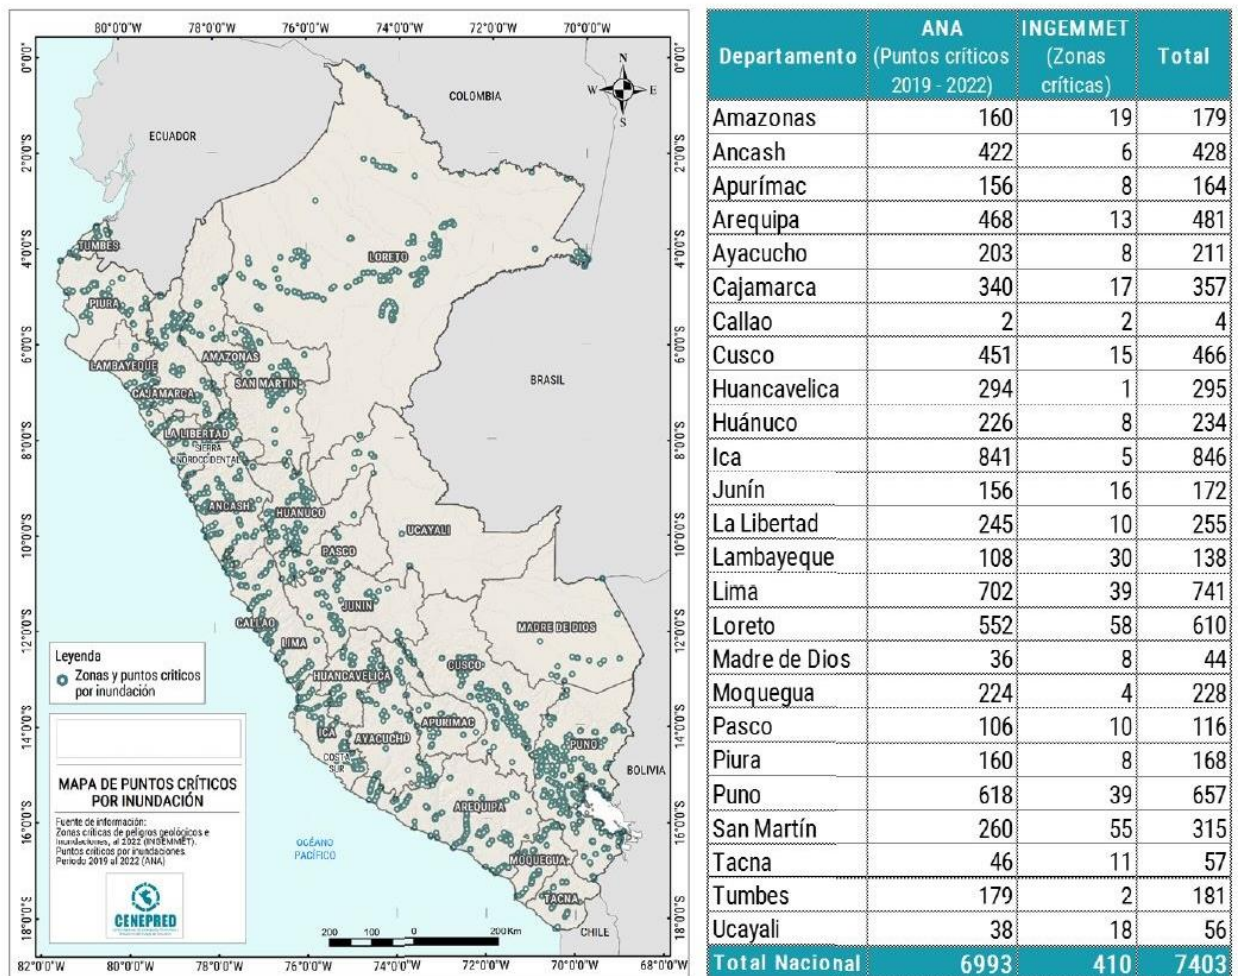 80°0'0"W 78°0'0"W 76°0'0"W 74°0'0"W 72°0'0"W 70°0'0"W
0°0'0" 0°0'0"
2°0'0"S 2°0'0"S
4°0'0"S 4°0'0"S
6°0'0"S 6°0'0"S
8°0'0"S 8°0'0"S
10°0'0"S 10°0'0"S
12°0'0"S 12°0'0"S
14°0'0"S 14°0'0"S
16°0'0"S 16°0'0"S
18°0'0"S 18°0'0"S
N
W E
S
COLOMBIA
ECUADOR
TUMBES
LORETO
PIURA
AMAZONAS
LAMBAYEQUE
SAN MARTIN
BRASIL
CAJAMARCA
LA LIBERTAD
SIERRA
NOROCCIDENTAL
ANCASH
HUANUCO
UCAYALI
PASCO
JUNIN
CALLAO
MADRE DE DIOS
LIMA
CUSCO
HUANCAVELICA
APURIMAC
ICA
AYACUCHO
PUNO
COSTA
SUR
BOLIVIA
AREQUIPA
OCÉANO
PACÍFICO
MOQUEGUA
TACNA
CHILE
Leyenda
Zonas y puntos críticos
por inundación
MAPA DE PUNTOS CRÍTICOS
POR INUNDACIÓN
Fuente de información:
Zonas críticas de peligros geológicos e
Inundaciones, al 2022 (INGEMMET).
Puntos críticos por inundaciones.
Periodo 2019 al 2022 (ANA)
CENEPRED
200 100 0 200 Km
82°0'0"W 80°0'0"W 78°0'0"W 76°0'0"W 74°0'0"W 72°0'0"W 70°0'0"W 68°0'0"W
Departamento ANA (Puntos críticos 2019 - 2022) INGEMMET (Zonas críticas) Total
Amazonas 160 19 179
Ancash 422 6 428
Apurímac 156 8 164
Arequipa 468 13 481
Ayacucho 203 8 211
Cajamarca 340 17 357
Callao 2 2 4
Cusco 451 15 466
Huancavelica 294 1 295
Huánuco 226 8 234
Ica 841 5 846
Junín 156 16 172
La Libertad 245 10 255
Lambayeque 108 30 138
Lima 702 39 741
Loreto 552 58 610
Madre de Dios 36 8 44
Moquegua 224 4 228
Pasco 106 10 116
Piura 160 8 168
Puno 618 39 657
San Martín 260 55 315
Tacna 46 11 57
Tumbes 179 2 181
Ucayali 38 18 56
Total Nacional 6993 410 7403